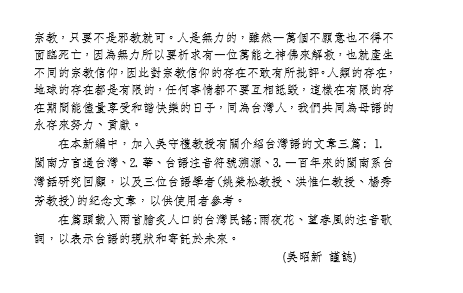 宗教，只要不是邪教就可。人是無力的，雖然一萬個不願意也不得不
面臨死亡，因為無力所以要祈求有一位萬能之神佛來解救，也就產生
不同的宗教信仰，因此對宗教信仰的存在不敢有所批評。人類的存在，
地球的存在都是有限的，任何事情都不要互相詆毀，這樣在有限的存
在期間能儘量享受和諧快樂的日子，同為台灣人，我們共同為母語的
永存來努力、貢獻。
在本新編中，加入吳守禮教授有關介紹台灣語的文章三篇：1.
閩南方言過台灣、2.華、台語注音符號溯源、3.一百年來的閩南系台
灣話研究回顧，以及三位台語學者(姚榮松教授、洪惟仁教授、楊秀
芳教授)的紀念文章，以供使用者參考。
在篇頭載入兩首膾炙人口的台灣民謠:雨夜花、望春風的注音歌
詞，以表示台語的現狀和寄託於未來。
(吳昭新 謹誌)